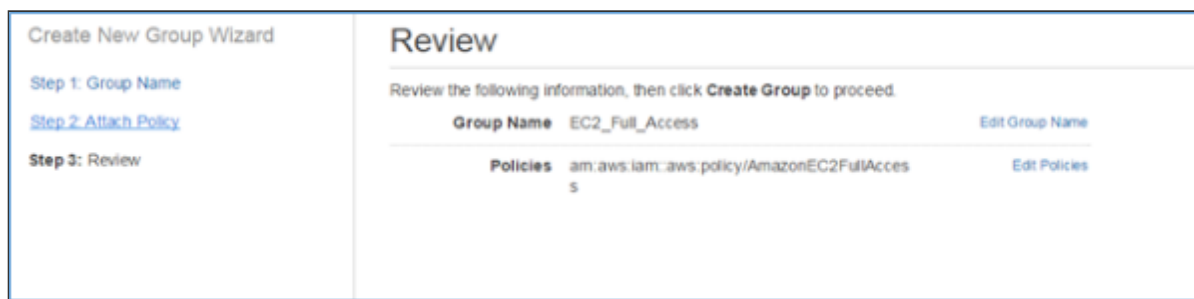 Create New Group Wizard
Step 1: Group Name
Step 2: Attach Policy
Step 3: Review
Review
Review the following information, then click Create Group to proceed.
Group Name EC2_Full_Access Edit Group Name
Policies arn:aws:iam::aws:policy/AmazonEC2FullAcces Edit Policies
s